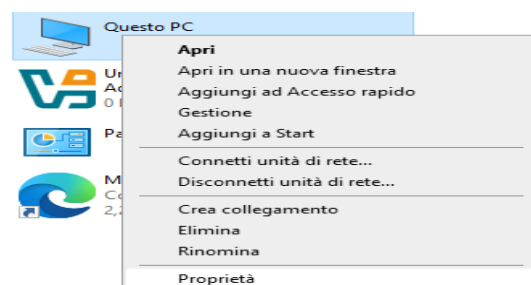 Questo PC
Apri
Apri in una nuova finestra
Aggiungi ad Accesso rapido
Gestione
Aggiungi a Start
Connetti unità di rete...
Disconnetti unità di rete...
Crea collegamento
Elimina
Rinomina
Proprietà